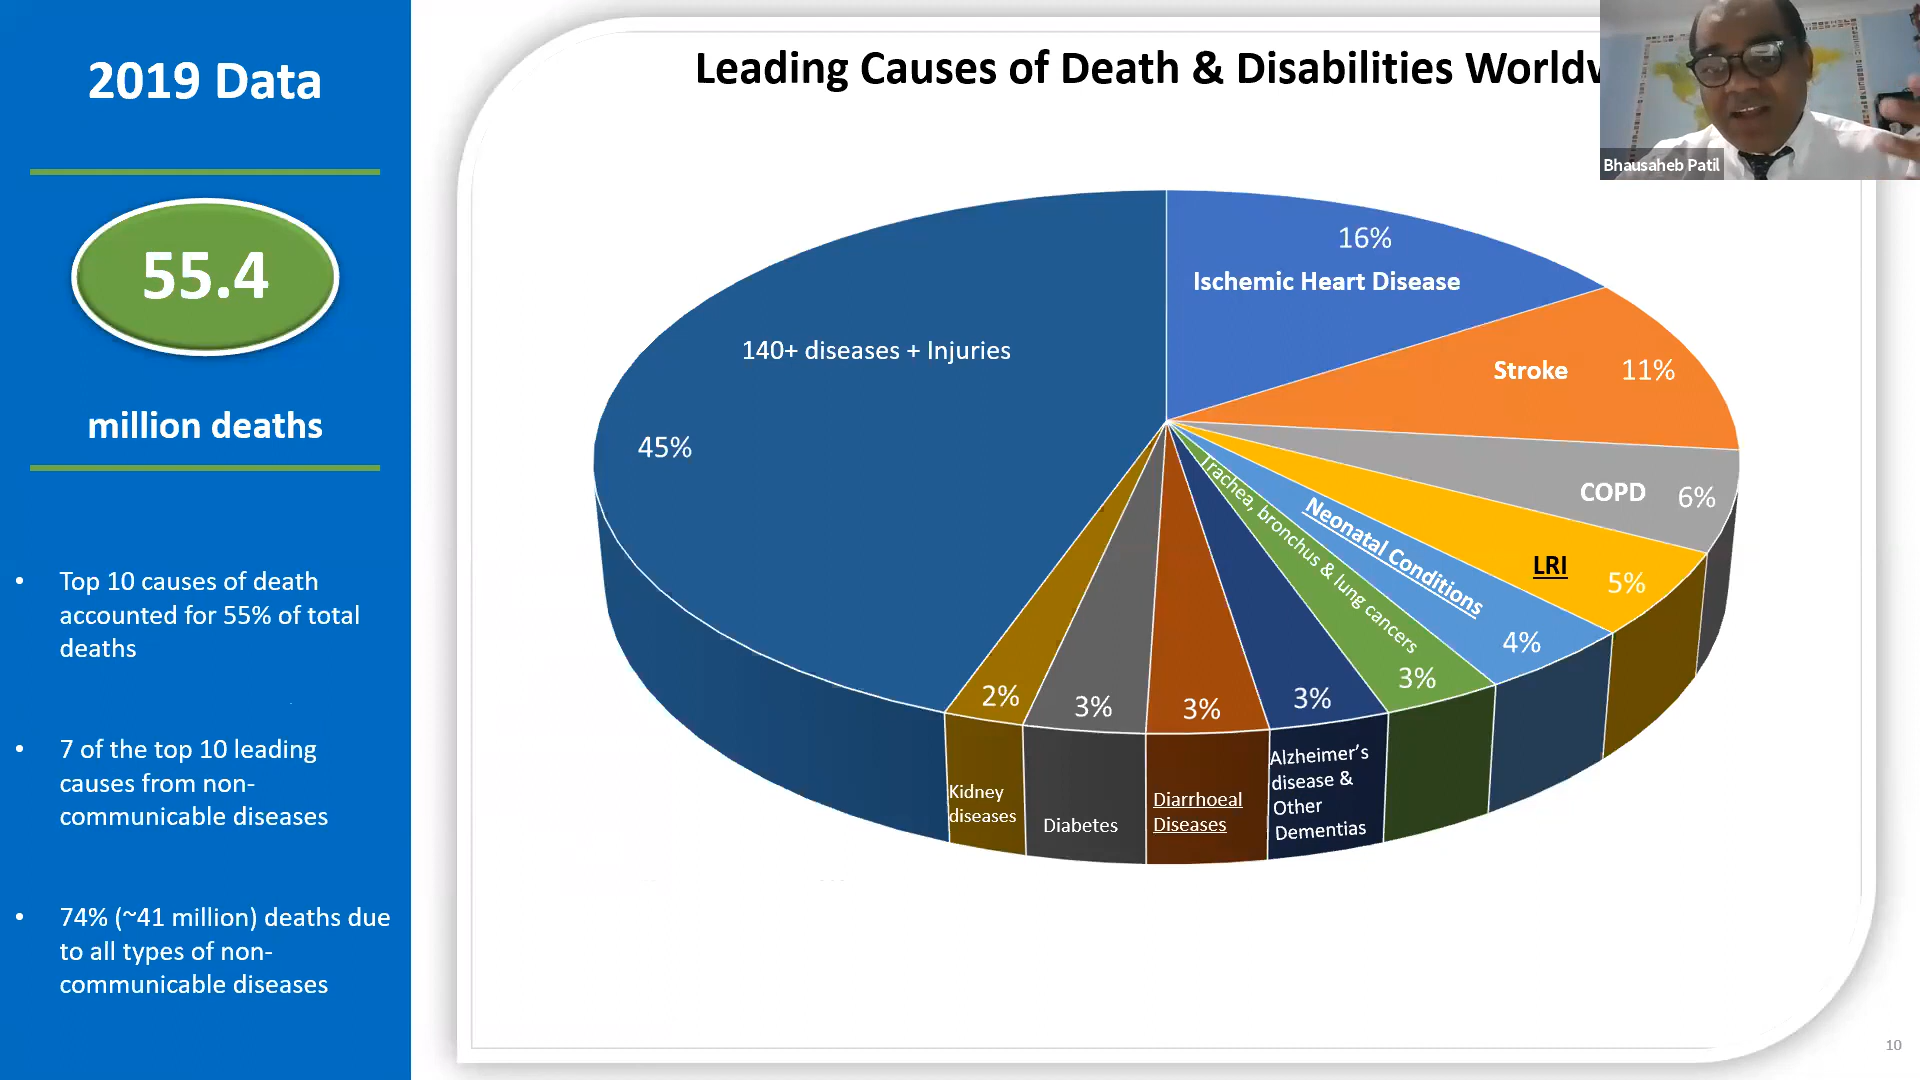 2019 Data
55.4
million deaths
• Top 10 causes of death
accounted for 55% of total
deaths
• 7 of the top 10 leading
causes from non-
communicable diseases
• 74% (~41 million) deaths due
to all types of non-
communicable diseases
Leading Causes of Death & Disabilities
Bhausaheb Patil
16%
Ischemic Heart Disease
Stroke 11%
COPD 6%
LRI 5%
Neonatal Conditions
4%
Trachea, bronchus & lung cancers
3%
3%
Alzheimer's
disease &
Other
Dementias
3%
Diarrhoeal
Diseases
3%
Diabetes
2%
Kidney
diseases
140+ diseases + Injuries
45%
10